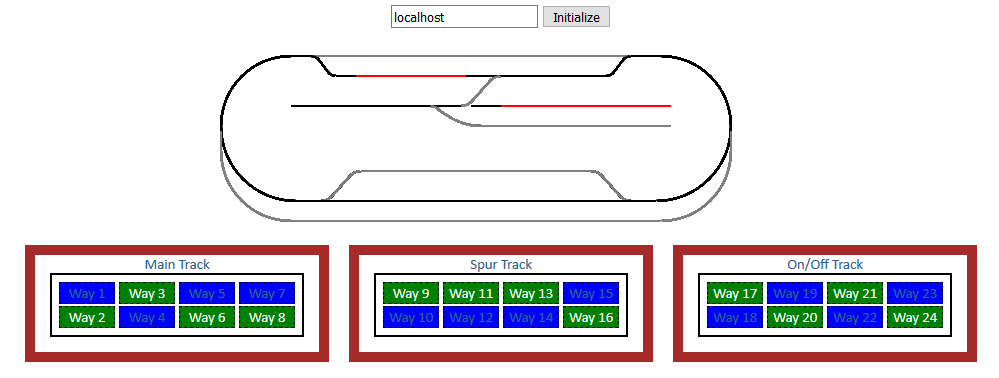 localhost Initialize
Main Track Spur Track On/Off Track
Way 1 Way 3 Way 5 Way 7 Way 9 Way 11 Way 13 Way 15 Way 17 Way 19 Way 21 Way 23
Way 2 Way 4 Way 6 Way 8 Way 10 Way 12 Way 14 Way 16 Way 18 Way 20 Way 22 Way 24